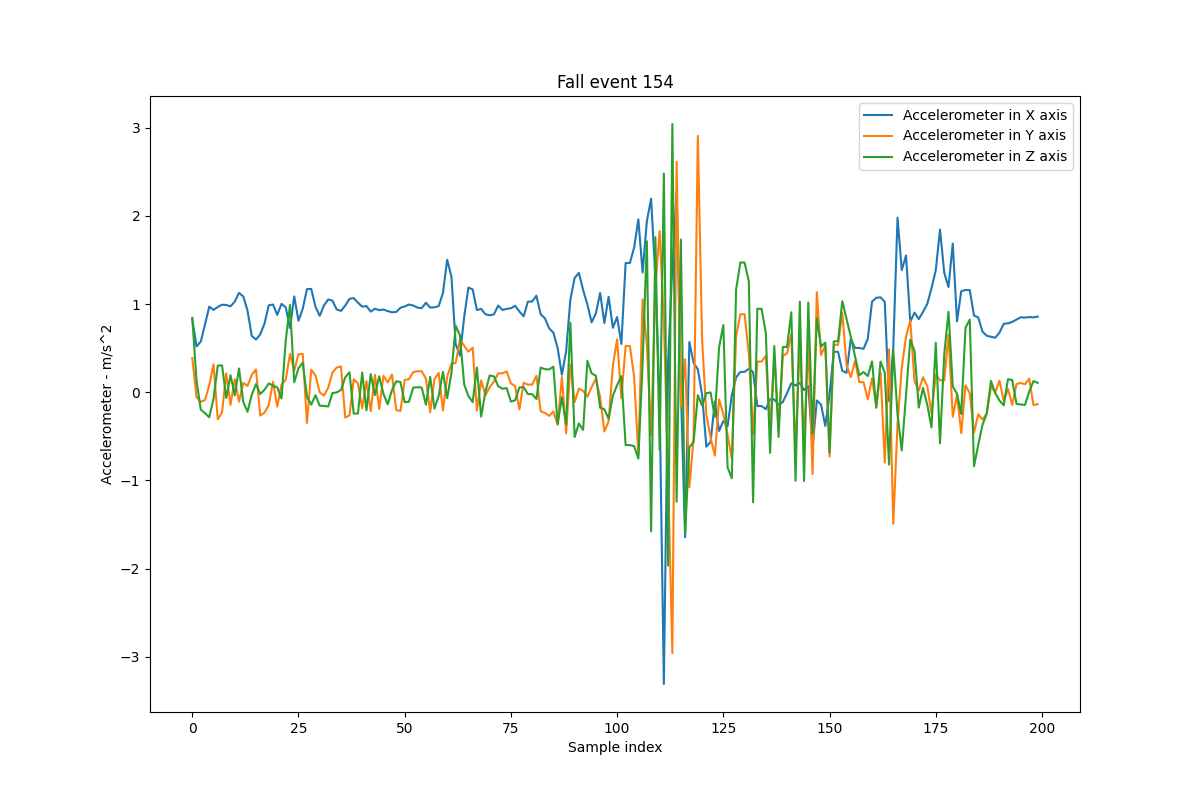 Fall event 154
Accelerometer in X axis
Accelerometer in Y axis
Accelerometer in Z axis
Accelerometer - m/s^2
3
2
1
0
−1
−2
−3
0 25 50 75 100 125 150 175 200
Sample index